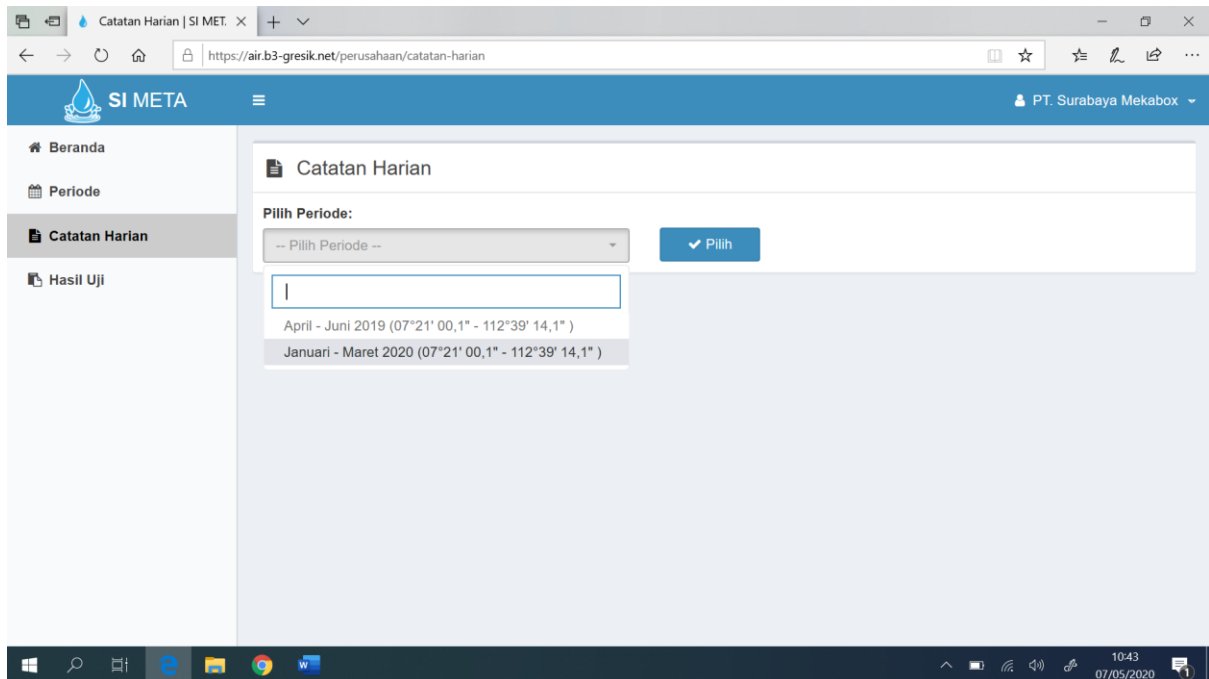 Catatan Harian | SI MET.
https://air.b3-gresik.net/perusahaan/catatan-harian
SI META
PT. Surabaya Mekabox
Beranda
Periode
Catatan Harian
Hasil Uji
Catatan Harian
Pilih Periode:
-- Pilih Periode --
Pilih
April - Juni 2019 (07°21' 00,1" - 112°39' 14,1" )
Januari - Maret 2020 (07°21' 00,1" - 112°39' 14,1" )
10:43
07/05/2020